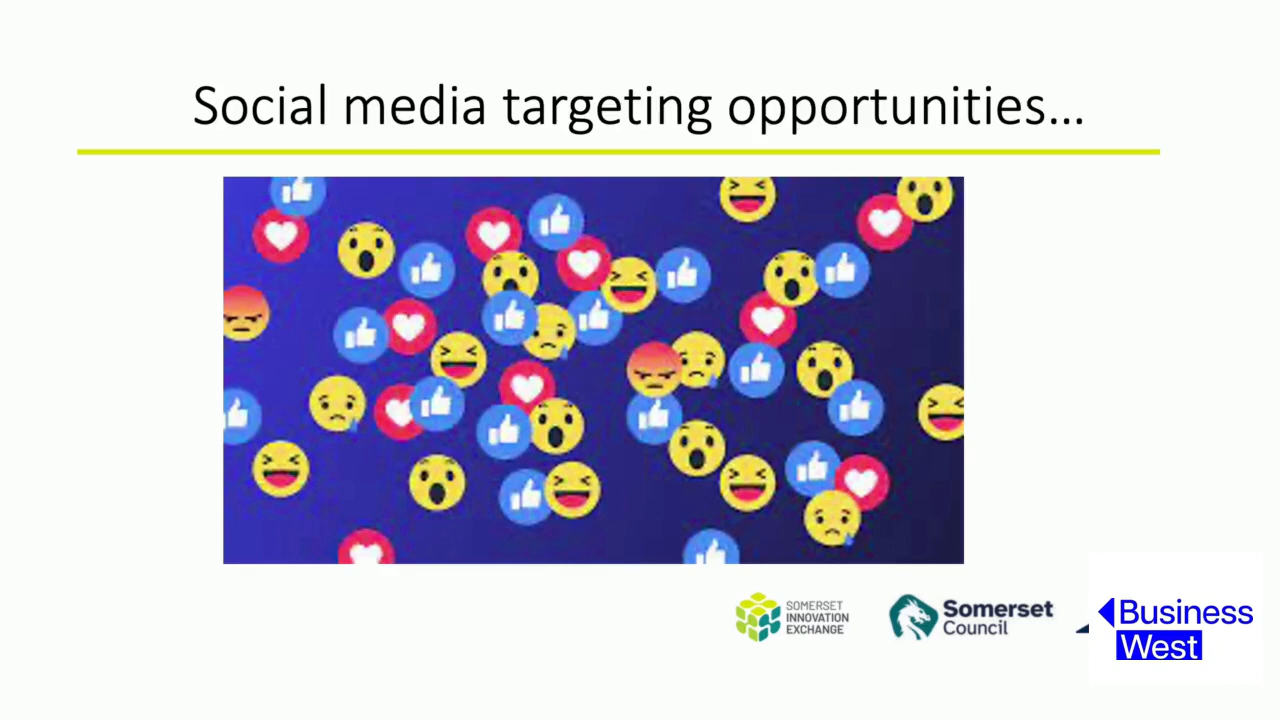 Social media targeting opportunities...
SOMERSET
INNOVATION
EXCHANGE
Somerset
Council
Business
West